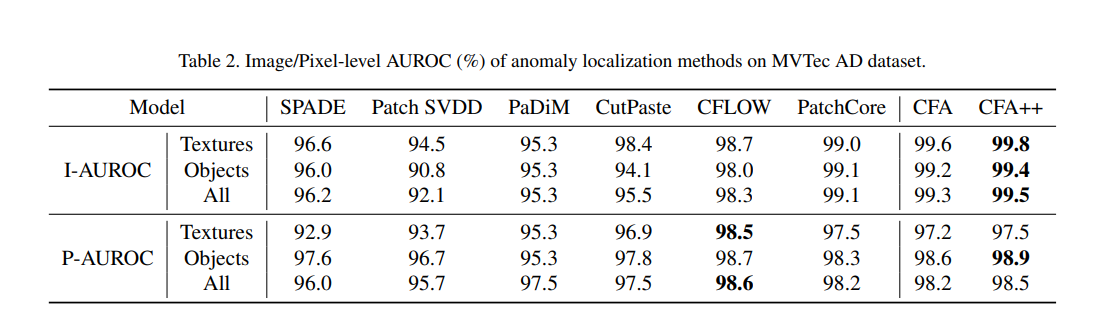 Table 2. Image/Pixel-level AUROC (%) of anomaly localization methods on MVTec AD dataset.
Model SPADE Patch SVDD PaDiM CutPaste CFLOW PatchCore CFA CFA++
Textures 96.6 94.5 95.3 98.4 98.7 99.0 99.6 99.8
I-AUROC Objects 96.0 90.8 95.3 94.1 98.0 99.1 99.2 99.4
All 96.2 92.1 95.3 95.5 98.3 99.1 99.3 99.5
Textures 92.9 93.7 95.3 96.9 98.5 97.5 97.2 97.5
P-AUROC Objects 97.6 96.7 95.3 97.8 98.7 98.3 98.6 98.9
All 96.0 95.7 97.5 97.5 98.6 98.2 98.2 98.5